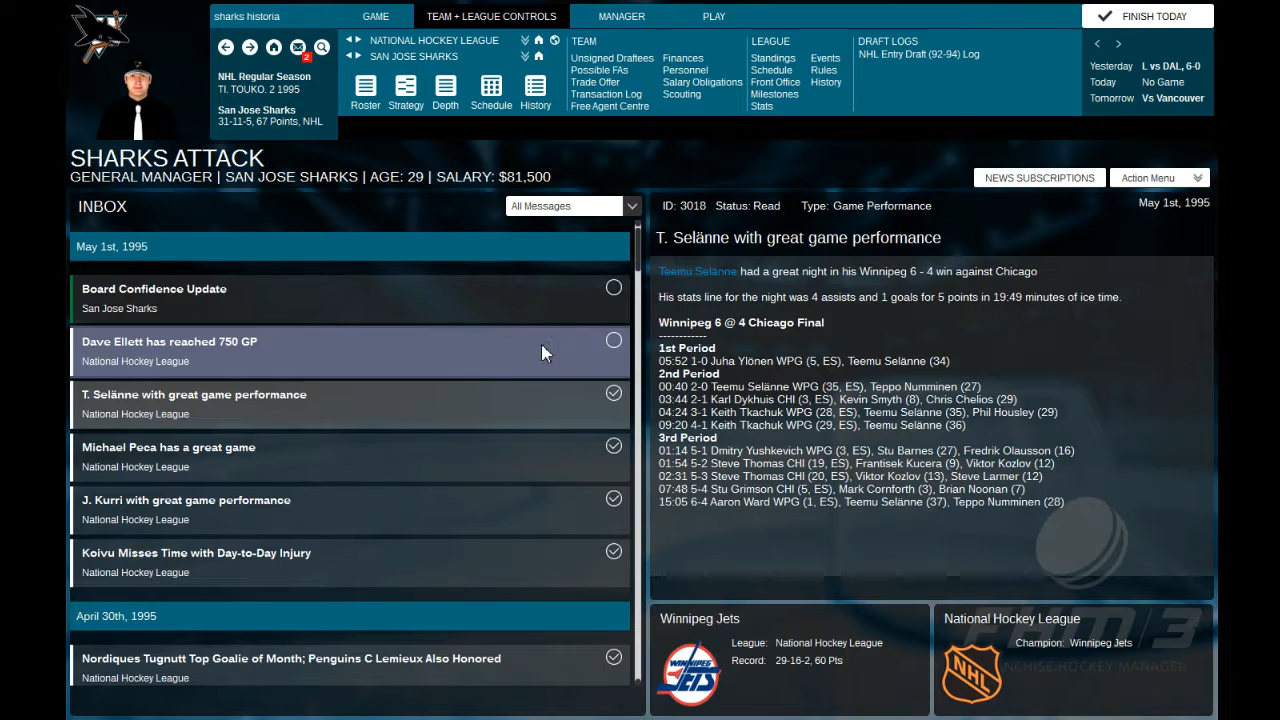 sharks historia
GAME
TEAM + LEAGUE CONTROLS
MANAGER
PLAY
FINISH TODAY
NATIONAL HOCKEY LEAGUE
SAN JOSE SHARKS
2
NHL Regular Season
TI. TOUKO. 2 1995
San Jose Sharks
31-11-5, 67 Points, NHL
Roster
Strategy
Depth
Schedule
History
TEAM
Unsigned Draftees
Possible FAs
Trade Offer
Transaction Log
Free Agent Centre
Finances
Personnel
Salary Obligations
Scouting
LEAGUE
Standings
Schedule
Front Office
Milestones
Stats
Events
Rules
History
DRAFT LOGS
NHL Entry Draft (92-94) Log
Yesterday L vs DAL, 6-0
Today No Game
Tomorrow Vs Vancouver
SHARKS ATTACK
GENERAL MANAGER | SAN JOSE SHARKS | AGE: 29 | SALARY: $81,500
NEWS SUBSCRIPTIONS
Action Menu
INBOX
All Messages
May 1st, 1995
Board Confidence Update
San Jose Sharks
Dave Ellett has reached 750 GP
National Hockey League
T. Selänne with great game performance
National Hockey League
Michael Peca has a great game
National Hockey League
J. Kurri with great game performance
National Hockey League
Koivu Misses Time with Day-to-Day Injury
National Hockey League
April 30th, 1995
Nordiques Tugnutt Top Goalie of Month; Penguins C Lemieux Also Honored
National Hockey League
ID: 3018 Status: Read Type: Game Performance
May 1st, 1995
T. Selänne with great game performance
Teemu Selänne had a great night in his Winnipeg 6 - 4 win against Chicago
His stats line for the night was 4 assists and 1 goals for 5 points in 19:49 minutes of ice time.
Winnipeg 6 @ 4 Chicago Final
------------
1st Period
05:52 1-0 Juha Ylönen WPG (5, ES), Teemu Selänne (34)
2nd Period
00:40 2-0 Teemu Selänne WPG (35, ES), Teppo Numminen (27)
03:44 2-1 Karl Dykhuis CHI (3, ES), Kevin Smyth (8), Chris Chelios (29)
04:24 3-1 Keith Tkachuk WPG (28, ES), Teemu Selänne (35), Phil Housley (29)
09:20 4-1 Keith Tkachuk WPG (29, ES), Teemu Selänne (36)
3rd Period
01:14 5-1 Dmitry Yushkevich WPG (3, ES), Stu Barnes (27), Fredrik Olausson (16)
01:54 5-2 Steve Thomas CHI (19, ES), Frantisek Kucera (9), Viktor Kozlov (12)
02:31 5-3 Steve Thomas CHI (20, ES), Viktor Kozlov (13), Steve Larmer (12)
07:48 5-4 Stu Grimson CHI (5, ES), Mark Cornforth (3), Brian Noonan (7)
15:05 6-4 Aaron Ward WPG (1, ES), Teemu Selänne (37), Teppo Numminen (28)
Winnipeg Jets
League: National Hockey League
Record: 29-16-2, 60 Pts
WINNIPEG
JETS
National Hockey League
Champion: Winnipeg Jets
NHL
FHM 3